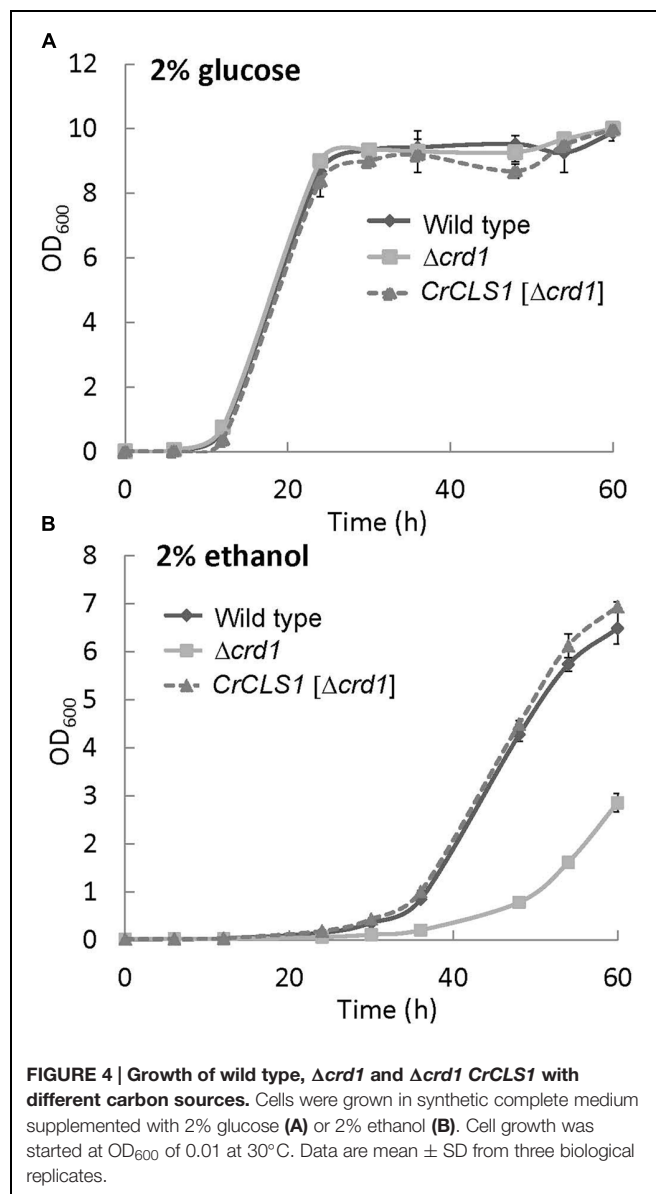 A
2% glucose
12
10
8
6
4
2
0
OD600
Wild type
Δcrd1
CrCLS1 [Δcrd1]
0 20 40 60
Time (h)
B
2% ethanol
8
7
6
5
4
3
2
1
0
OD600
Wild type
Δcrd1
CrCLS1 [Δcrd1]
0 20 40 60
Time (h)
FIGURE 4 | Growth of wild type, Δcrd1 and Δcrd1 CrCLS1 with
different carbon sources. Cells were grown in synthetic complete medium
supplemented with 2% glucose (A) or 2% ethanol (B). Cell growth was
started at OD600 of 0.01 at 30°C. Data are mean ± SD from three biological
replicates.